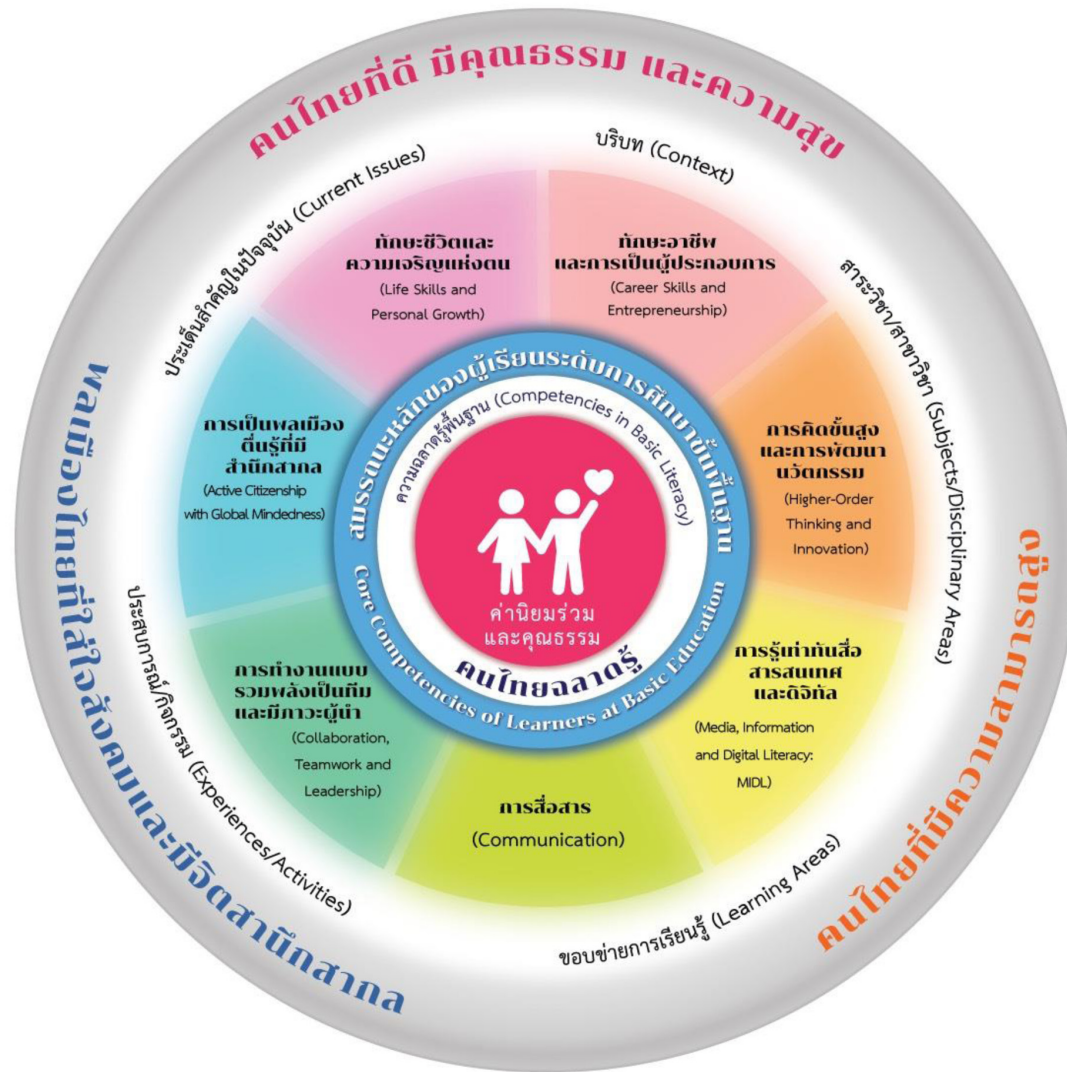 คนไทยที่ดี มีคุณธรรม และความสุข
ประเด็นสำคัญในปัจจุบัน (Current Issues)
บริบท (Context)
สาระวิชา/สาขาวิชา (Subjects/Disciplinary Areas)
ขอบข่ายการเรียนรู้ (Learning Areas)
ประสบการณ์/กิจกรรม (Experiences/Activities)
ทักษะชีวิตและ
ความเจริญแห่งตน
(Life Skills and
Personal Growth)
ทักษะอาชีพ
และการเป็นผู้ประกอบการ
(Career Skills and
Entrepreneurship)
การคิดขั้นสูง
และการพัฒนา
นวัตกรรม
(Higher-Order
Thinking and
Innovation)
การรู้เท่าทันสื่อ
สารสนเทศ
และดิจิทัล
(Media, Information
and Digital Literacy:
MIDL)
การสื่อสาร
(Communication)
การทำงานแบบ
รวมพลังเป็นทีม
และมีภาวะผู้นำ
(Collaboration,
Teamwork and
Leadership)
การเป็นพลเมือง
ตื่นรู้ที่มี
สำนึกสากล
(Active Citizenship
with Global Mindedness)
สมรรถนะหลักของผู้เรียนระดับการศึกษาขั้นพื้นฐาน
Core Competencies of Learners at Basic Education
ความฉลาดรู้พื้นฐาน (Competencies in Basic Literacy)
ค่านิยมร่วม
และคุณธรรม
คนไทยฉลาดรู้
คนไทยที่มีความสามารถสูง
พลเมืองไทยที่ใส่ใจสังคมและมีจิตสานึกสากล